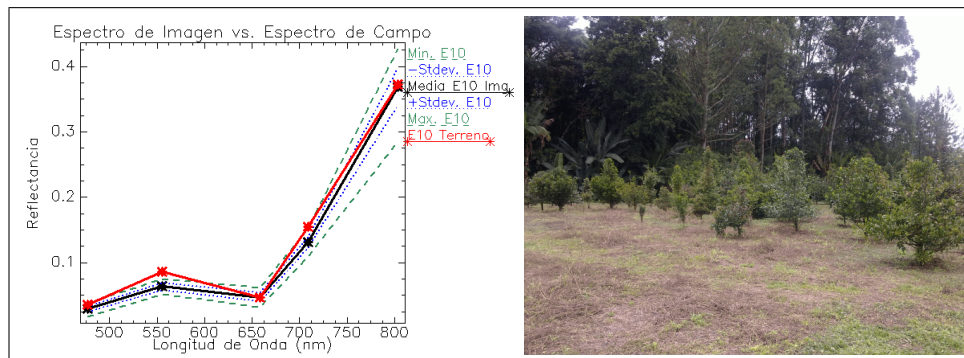 Espectro de Imagen vs. Espectro de Campo
Reflectancia
0.4
0.3
0.2
0.1
0.
500 550 600 650 700 750 800
Longitud de Onda (nm)
Min. E10
-Stdev. E10
Media E10 Img
+Stdev. E10
Max. E10
E10 Terreno